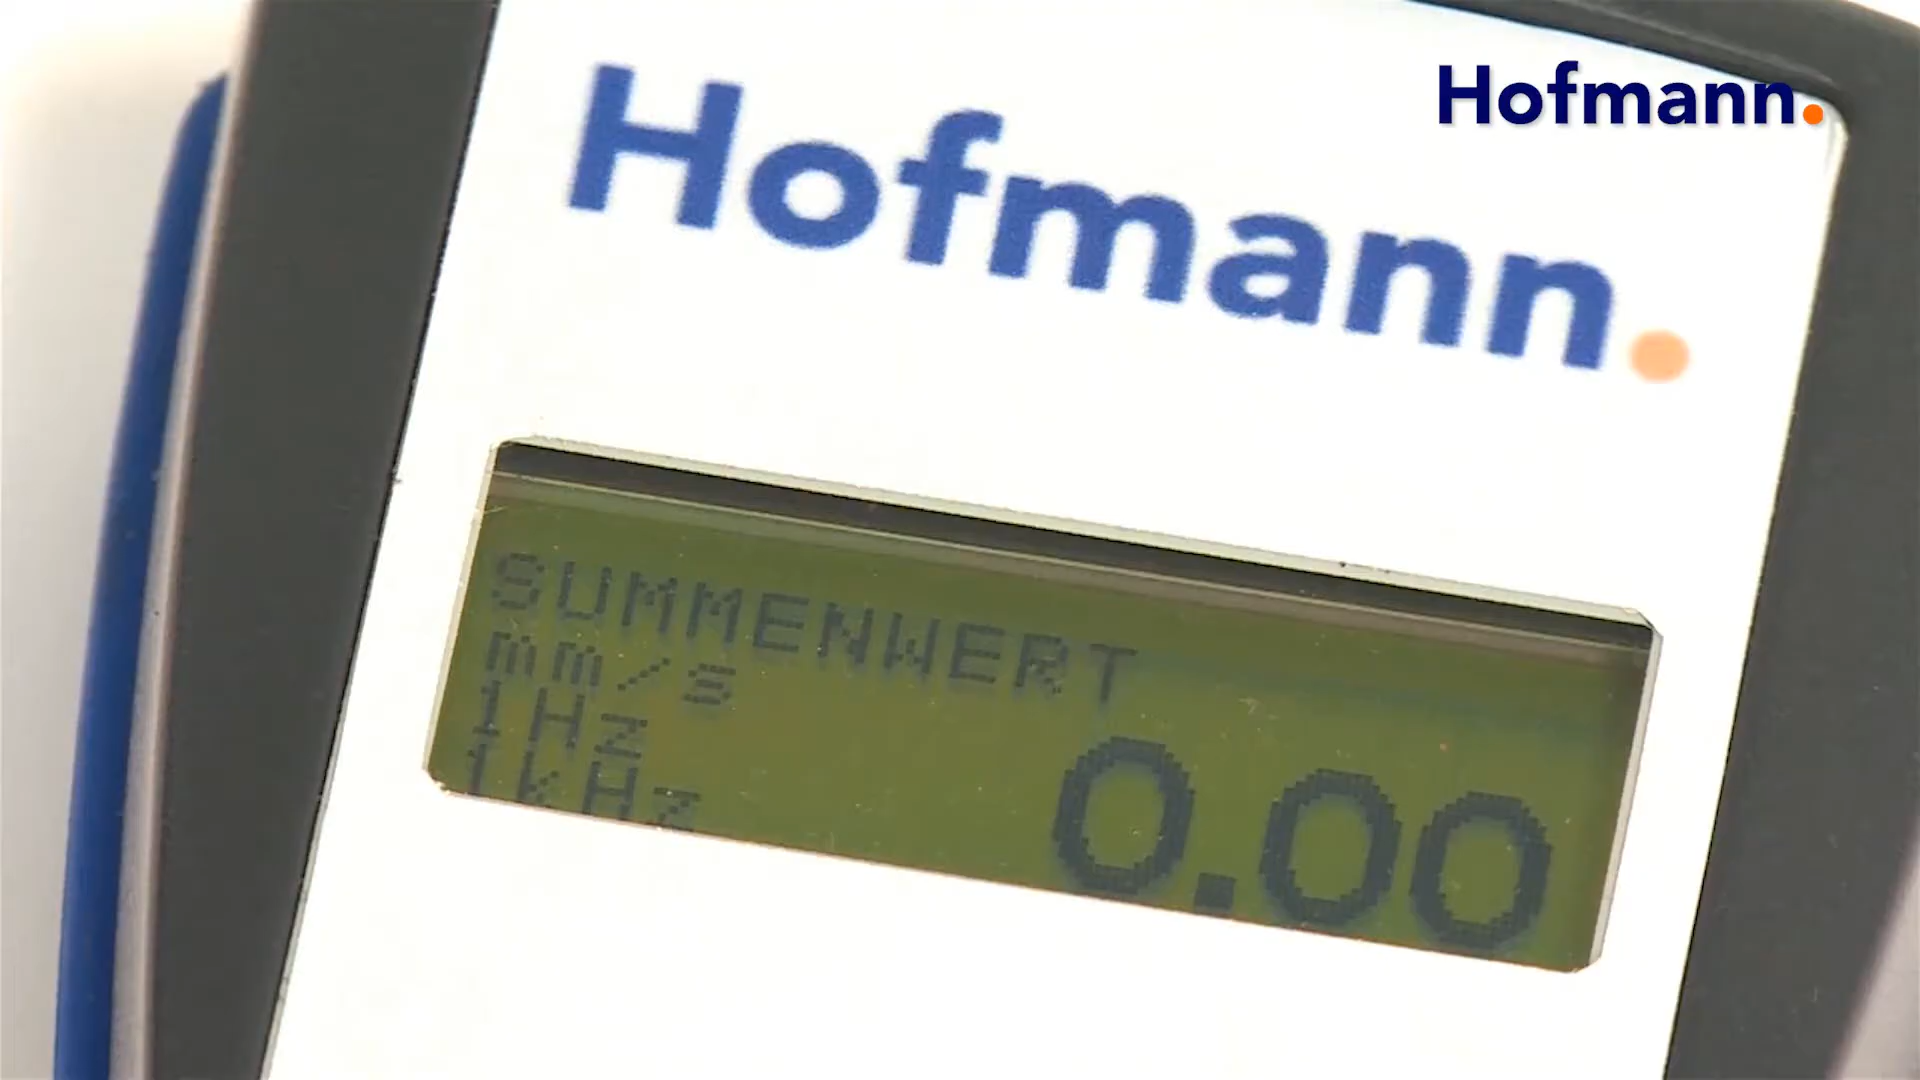 Hofmann.
Hofmann.
SUMMENWERT
mm/s
1Hz
1kHz
0.00